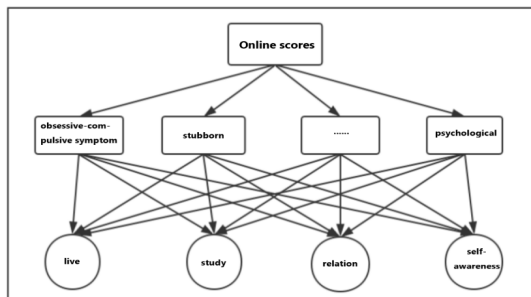 Online scores
obsessive-com-
pulsive symptom
stubborn
......
psychological
live
study
relation
self-
awareness